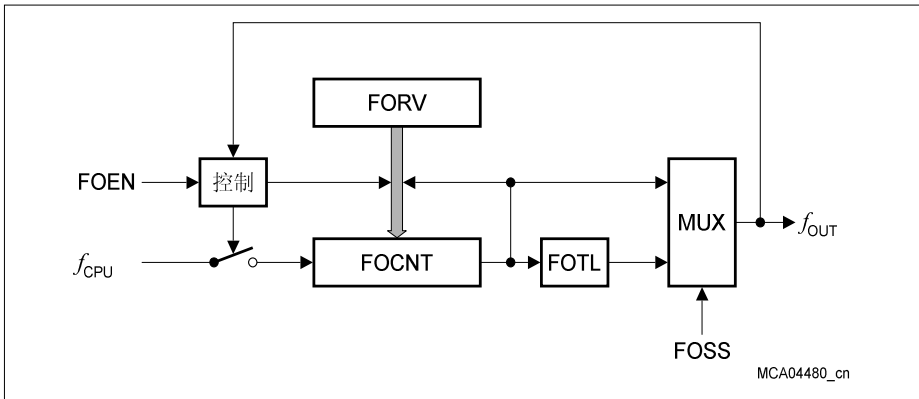 FORV
FOEN
控制
MUX
f_OUT
f_CPU
FOCNT
FOTL
FOSS
MCA04480_cn